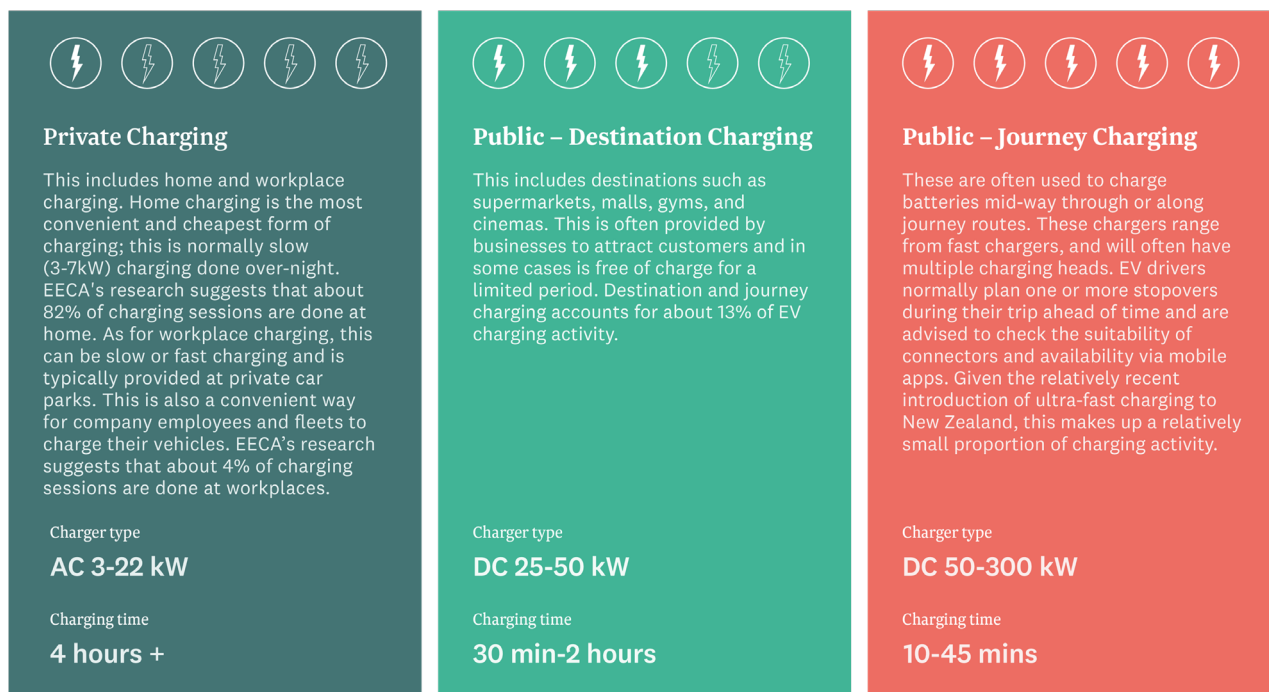 Private Charging
This includes home and workplace
charging. Home charging is the most
convenient and cheapest form of
charging; this is normally slow
(3-7kW) charging done over-night.
EECA's research suggests that about
82% of charging sessions are done at
home. As for workplace charging, this
can be slow or fast charging and is
typically provided at private car
parks. This is also a convenient way
for company employees and fleets to
charge their vehicles. EECA’s research
suggests that about 4% of charging
sessions are done at workplaces.
Charger type
AC 3-22 kW
Charging time
4 hours +
Public – Destination Charging
This includes destinations such as
supermarkets, malls, gyms, and
cinemas. This is often provided by
businesses to attract customers and in
some cases is free of charge for a
limited period. Destination and journey
charging accounts for about 13% of EV
charging activity.
Charger type
DC 25-50 kW
Charging time
30 min-2 hours
Public – Journey Charging
These are often used to charge
batteries mid-way through or along
journey routes. These chargers range
from fast chargers, and will often have
multiple charging heads. EV drivers
normally plan one or more stopovers
during their trip ahead of time and are
advised to check the suitability of
connectors and availability via mobile
apps. Given the relatively recent
introduction of ultra-fast charging to
New Zealand, this makes up a relatively
small proportion of charging activity.
Charger type
DC 50-300 kW
Charging time
10-45 mins